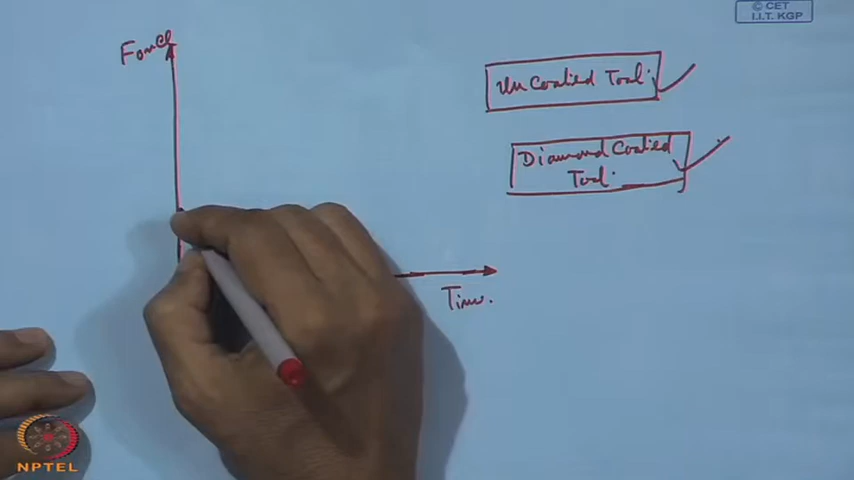 © CET
I.I.T. KGP
Force
Un Coated Tool.
Diamond Coated
Tool.
Time.
NPTEL